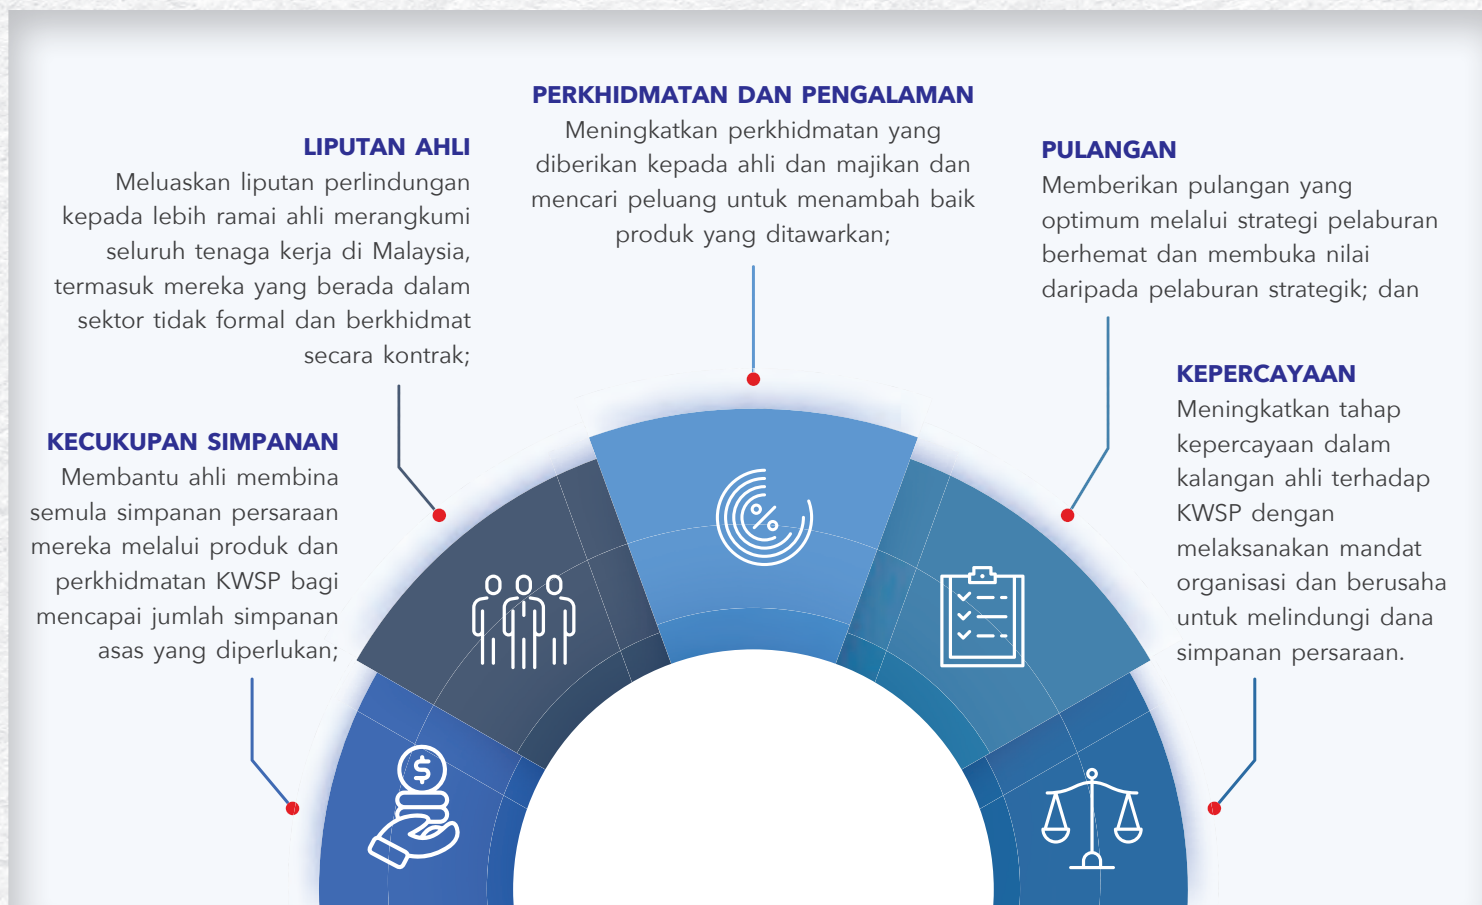 KECUKUPAN SIMPANAN
Membantu ahli membina
semula simpanan persaraan
mereka melalui produk dan
perkhidmatan KWSP bagi
mencapai jumlah simpanan
asas yang diperlukan;
LIPUTAN AHLI
Meluaskan liputan perlindungan
kepada lebih ramai ahli merangkumi
seluruh tenaga kerja di Malaysia,
termasuk mereka yang berada dalam
sektor tidak formal dan berkhidmat
secara kontrak;
PERKHIDMATAN DAN PENGALAMAN
Meningkatkan perkhidmatan yang
diberikan kepada ahli dan majikan dan
mencari peluang untuk menambah baik
produk yang ditawarkan;
PULANGAN
Memberikan pulangan yang
optimum melalui strategi pelaburan
berhemat dan membuka nilai
daripada pelaburan strategik; dan
KEPERCAYAAN
Meningkatkan tahap
kepercayaan dalam
kalangan ahli terhadap
KWSP dengan
melaksanakan mandat
organisasi dan berusaha
untuk melindungi dana
simpanan persaraan.
$
%